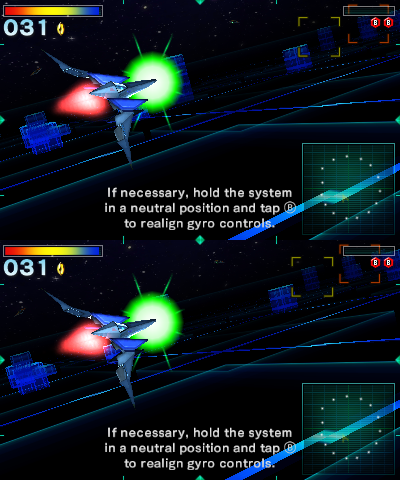 031
B B
If necessary, hold the system
in a neutral position and tap Ⓑ
to realign gyro controls.
031
B B
If necessary, hold the system
in a neutral position and tap Ⓑ
to realign gyro controls.